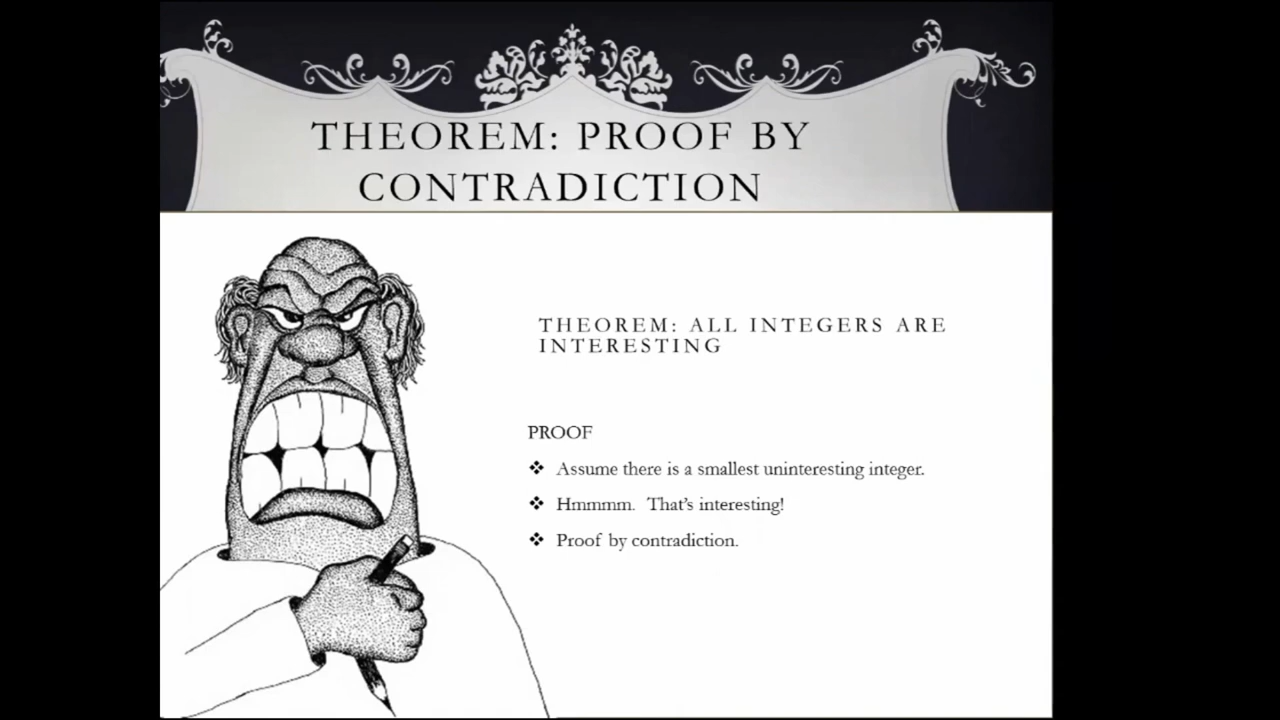 THEOREM: PROOF BY
CONTRADICTION
THEOREM: ALL INTEGERS ARE
INTERESTING
PROOF
❖ Assume there is a smallest uninteresting integer.
❖ Hmmmm. That's interesting!
❖ Proof by contradiction.